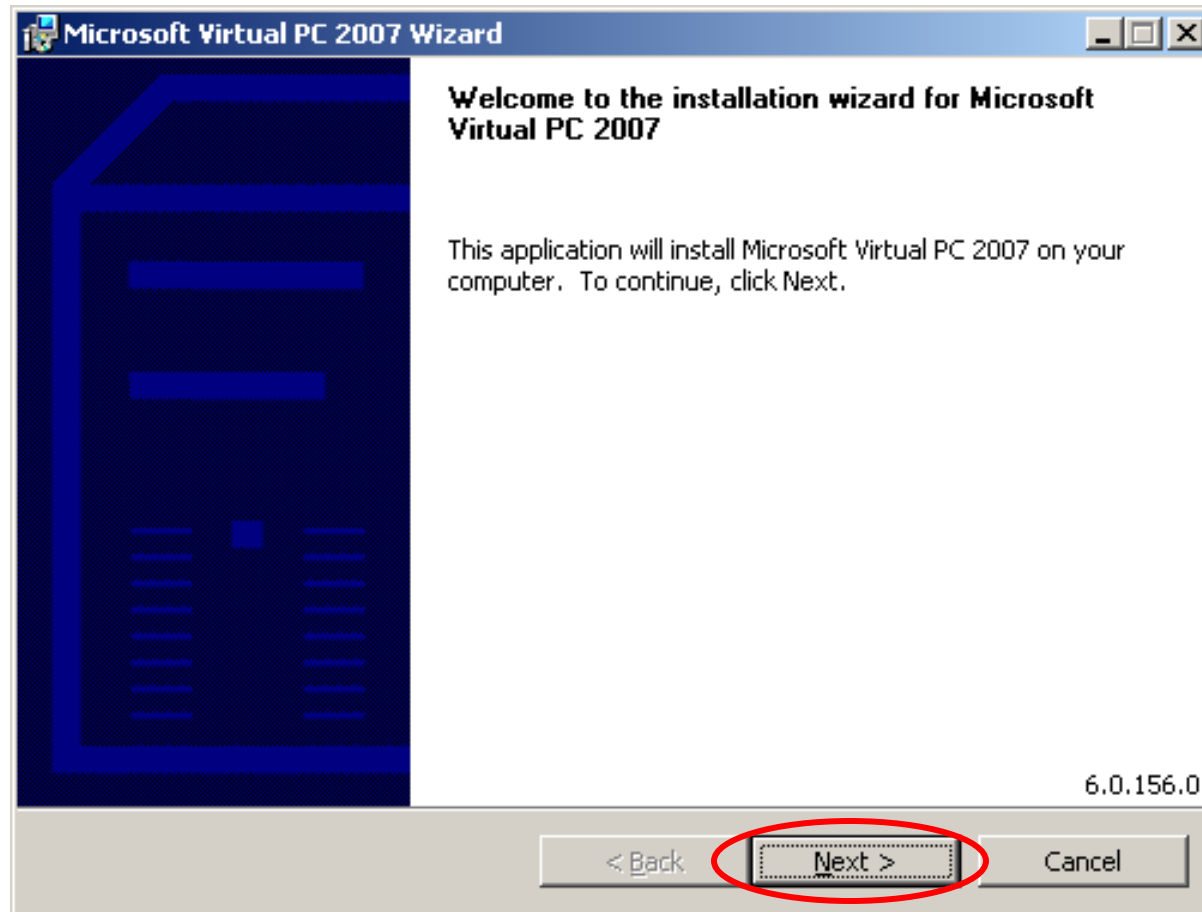 Microsoft Virtual PC 2007 Wizard
Welcome to the installation wizard for Microsoft
Virtual PC 2007
This application will install Microsoft Virtual PC 2007 on your
computer.  To continue, click Next.
6.0.156.0
< Back
Next >
Cancel